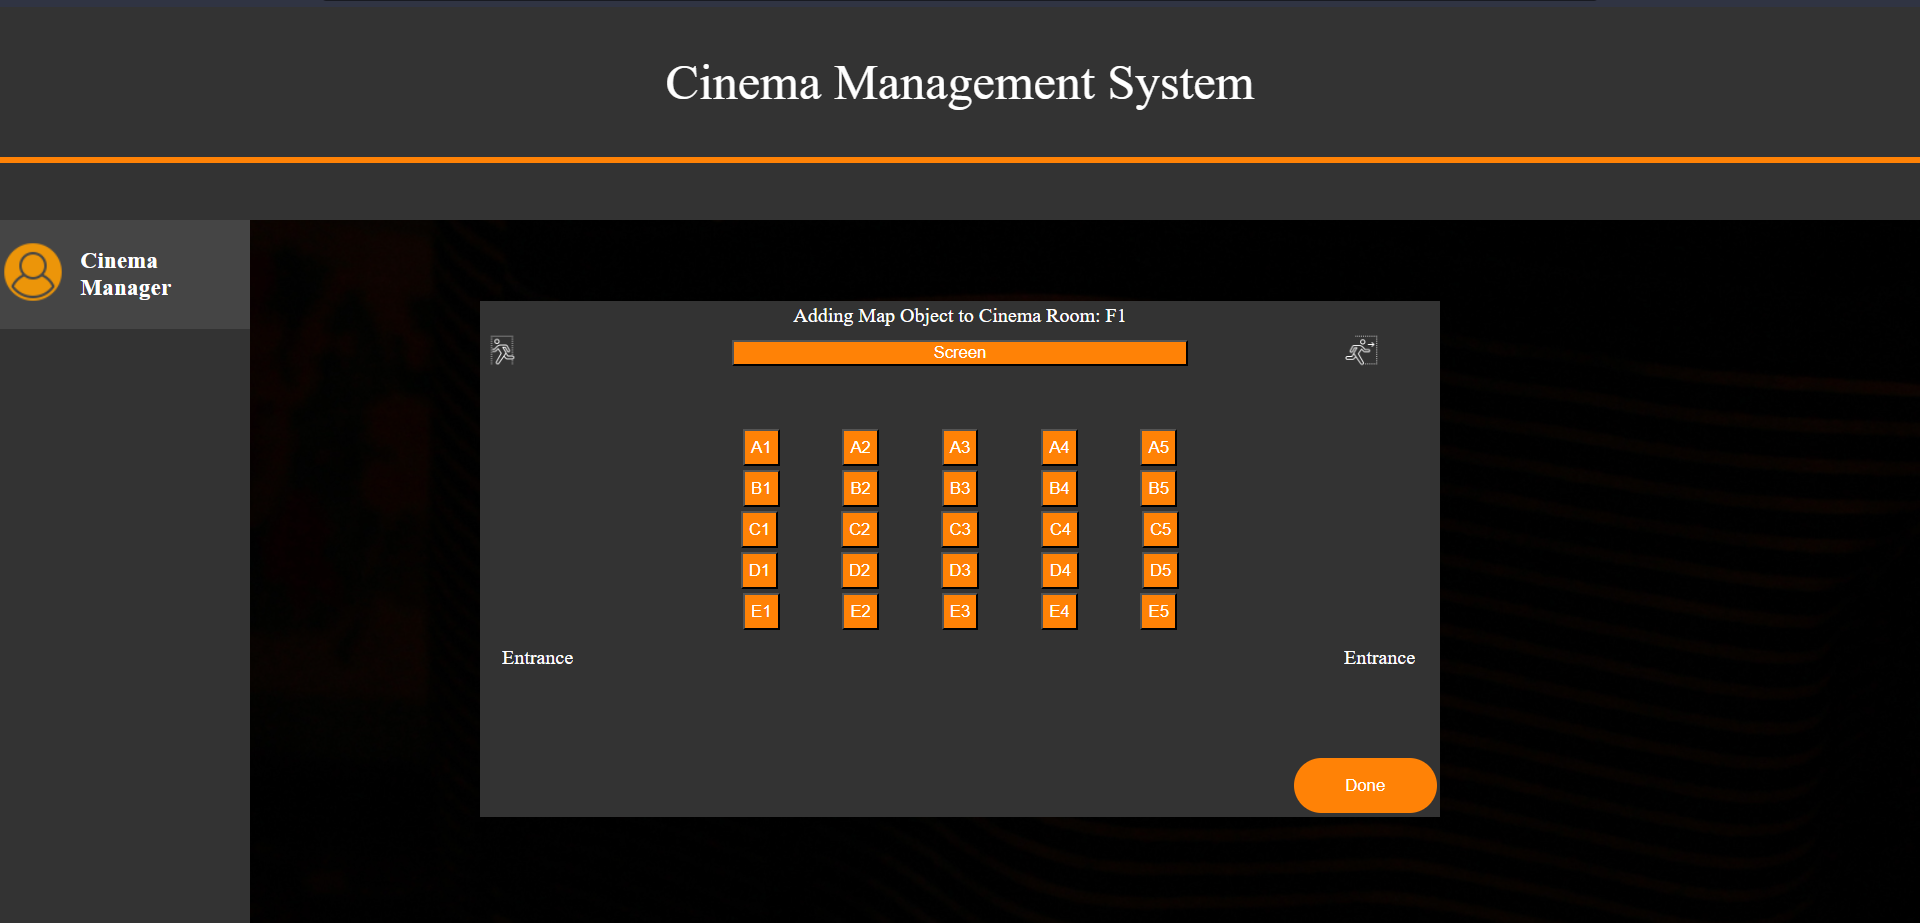 Cinema Management System
Cinema
Manager
Adding Map Object to Cinema Room: F1
Screen
A1 A2 A3 A4 A5
B1 B2 B3 B4 B5
C1 C2 C3 C4 C5
D1 D2 D3 D4 D5
E1 E2 E3 E4 E5
Entrance Entrance
Done